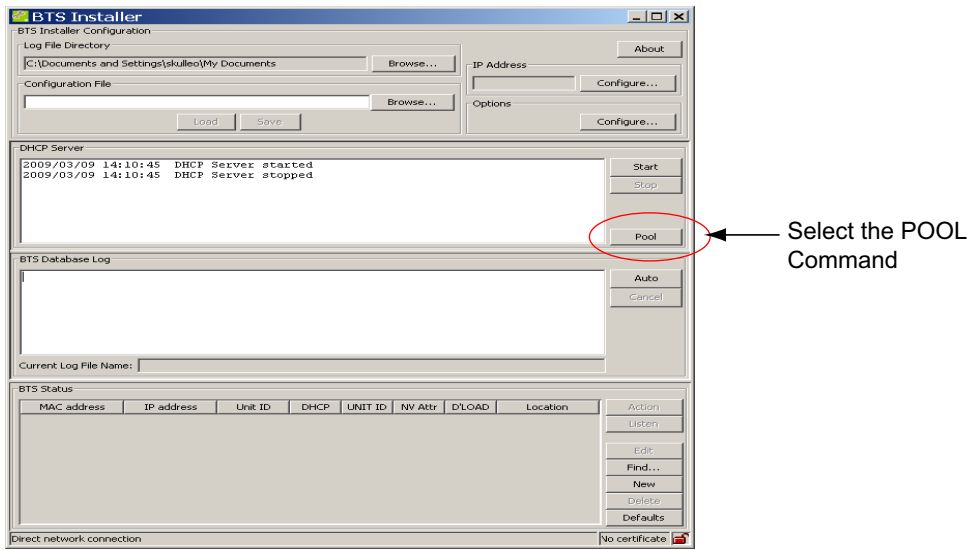 BTS Installer
BTS Installer Configuration
Log File Directory
C:\Documents and Settings\skulleo\My Documents
Browse...
About
IP Address
Configure...
Configuration File
Browse...
Load
Save
Options
Configure...
DHCP Server
2009/03/09 14:10:45 DHCP Server started
2009/03/09 14:10:45 DHCP Server stopped
Start
Stop
Pool
Select the POOL
Command
BTS Database Log
Auto
Cancel
Current Log File Name:
BTS Status
MAC address IP address Unit ID DHCP UNIT ID NV Attr D'LOAD Location
Action
Listen
Edit
Find...
New
Delete
Defaults
Direct network connection
No certificate